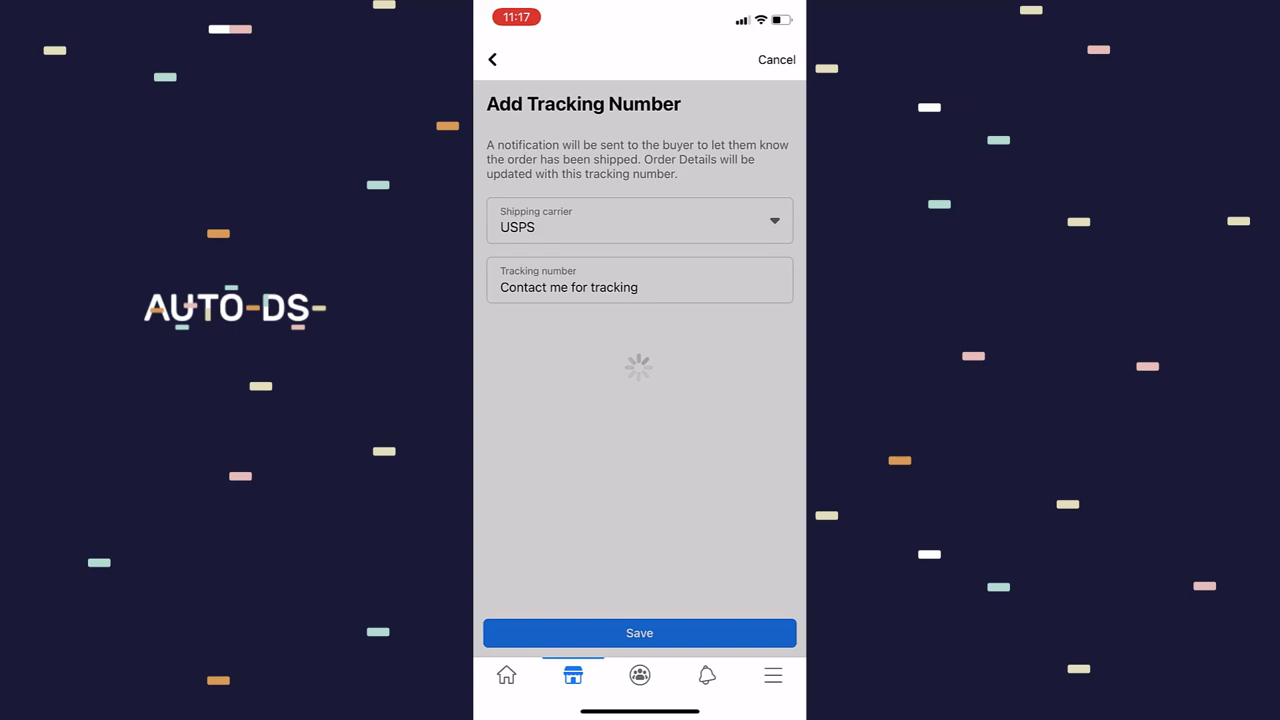 AUTO-DS
11:17
Cancel
Add Tracking Number
A notification will be sent to the buyer to let them know
the order has been shipped. Order Details will be
updated with this tracking number.
Shipping carrier
USPS
Tracking number
Contact me for tracking
Save